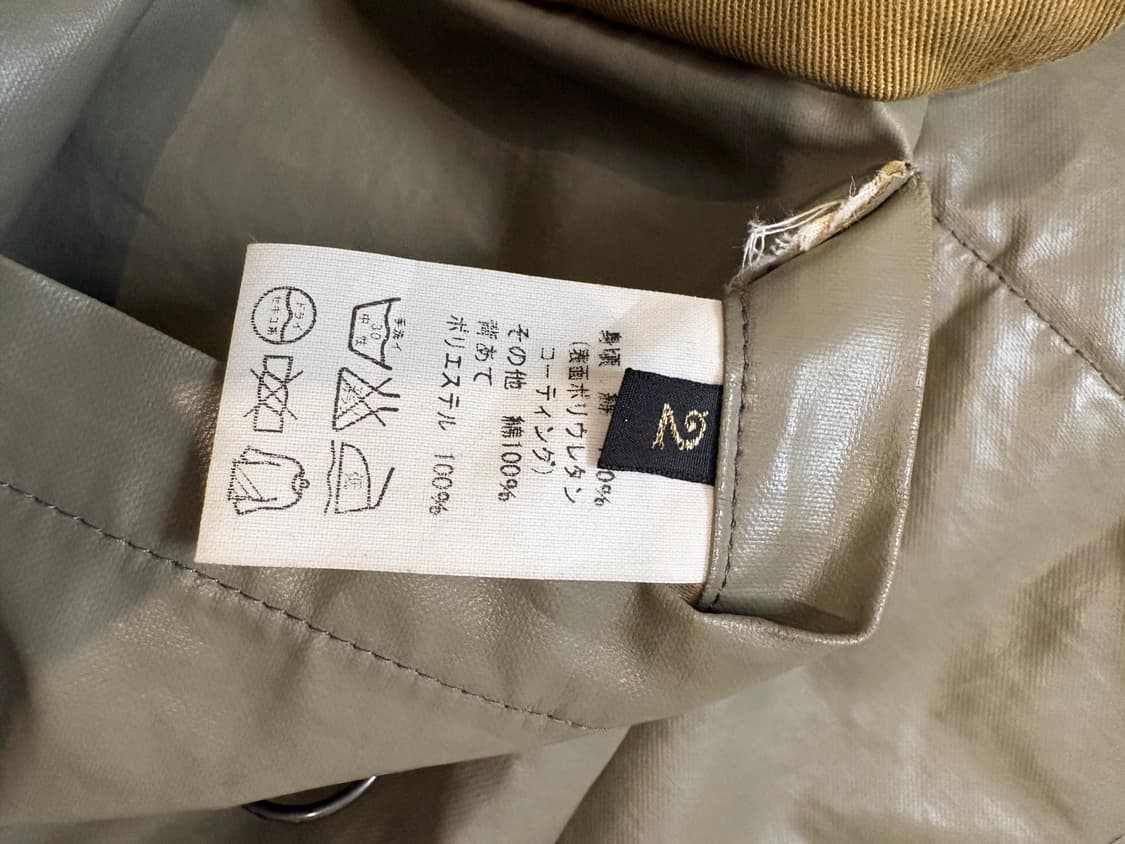 身頃 綿 0%
(表面ポリウレタン
コーティング)
その他 綿100%
背あて
ポリエステル 100%
手洗イ
30
中性
ドライ
セキユ系
2